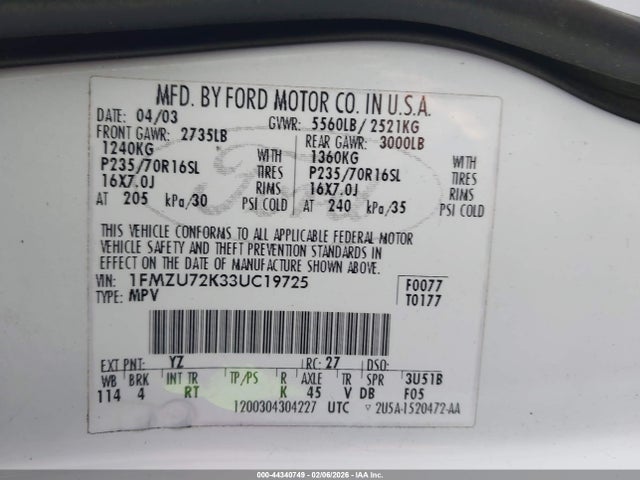 MFD. BY FORD MOTOR CO. IN U.S.A.
DATE: 04/03 GVWR: 5560LB/ 2521KG
FRONT GAWR: 2735LB REAR GAWR: 3000LB
1240KG WITH 1360KG WITH
P235/70R16SL TIRES P235/70R16SL TIRES
16X7.0J RIMS 16X7.0J RIMS
AT 205 kPa/30 PSI COLD AT 240 kPa/35 PSI COLD
Ford
THIS VEHICLE CONFORMS TO ALL APPLICABLE FEDERAL MOTOR
VEHICLE SAFETY AND THEFT PREVENTION STANDARDS IN
EFFECT ON THE DATE OF MANUFACTURE SHOWN ABOVE.
VIN: 1FMZU72K33UC19725 F0077
TYPE: MPV T0177
EXT PNT: YZ RC: 27 DSO:
WB BRK INT TR TP/PS R AXLE TR SPR 3U51B
114 4 RT K 45 V DB F05
1200304304227 UTC 2U5A-1520472-AA
000-44340749 - 02/06/2026 - IAAI.COM